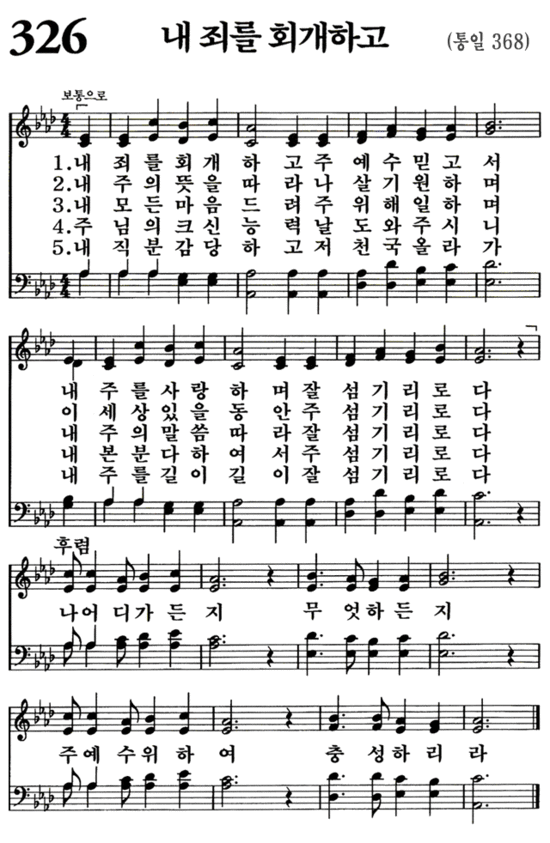 326 내 죄를 회개하고 (통일 368)
보통으로
1.내 죄를회개 하 고주 예수믿고 서
2.내 주의뜻을 따 라나 살기원하 며
3.내 모든마음 드 려주 위해일하 며
4.주 님의크신 능 력날 도와주시 니
5.내 직분감당 하 고저 천국올라 가
내 주를사랑 하 며잘 섬기리로 다
이 세상있을 동 안주 섬기리로 다
내 주의말씀 따 라잘 섬기리로 다
내 본분다하 여 서주 섬기리로 다
내 주를길이 길 이잘 섬기리로 다
후렴
나어 디가 든 지 무 엇하 든 지
주예 수위 하 여 충 성하 리 라